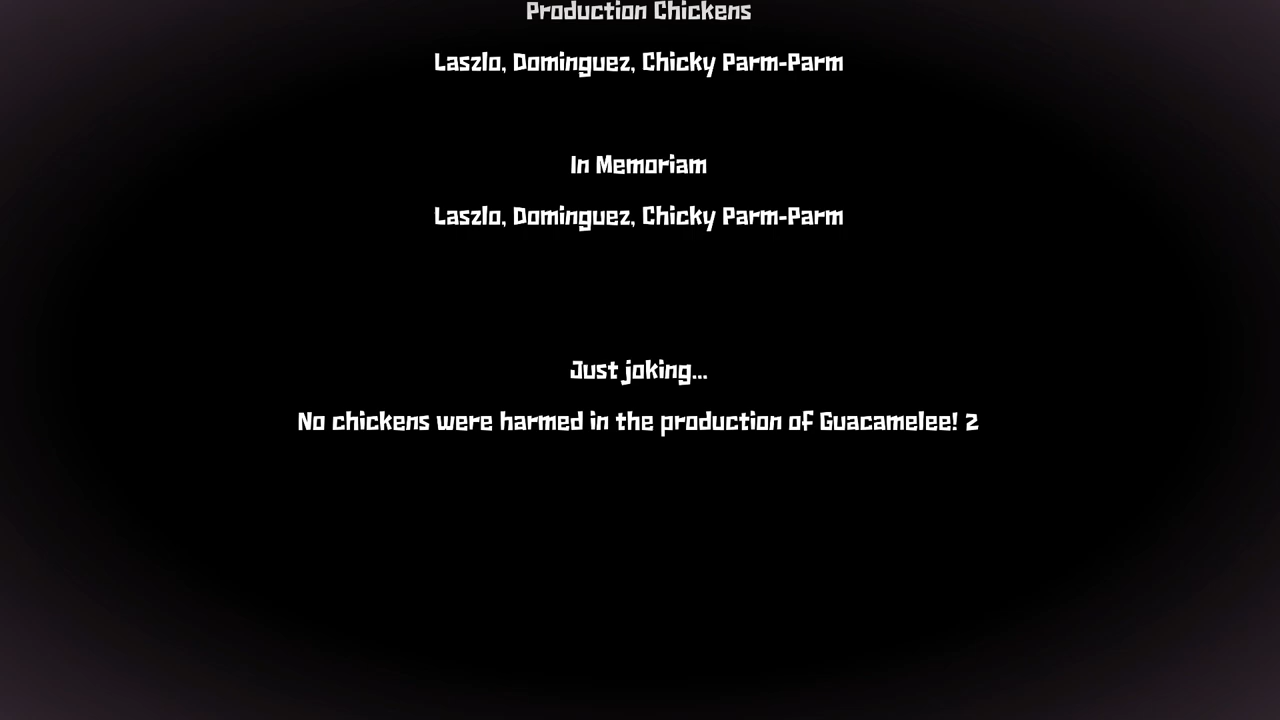 Production Chickens
Laszlo, Dominguez, Chicky Parm-Parm
In Memoriam
Laszlo, Dominguez, Chicky Parm-Parm
Just joking...
No chickens were harmed in the production of Guacamelee! 2